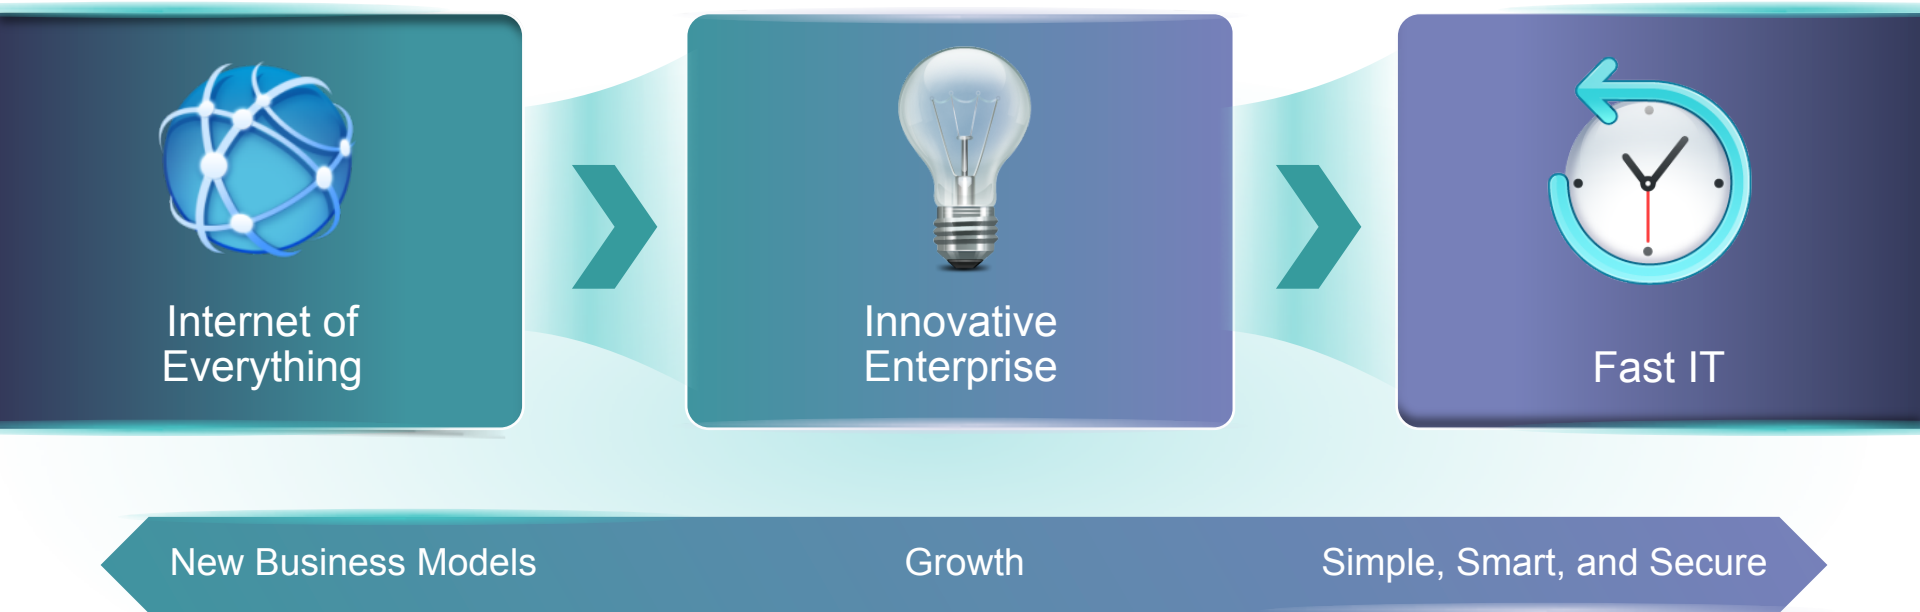 Internet of
Everything
Innovative
Enterprise
Fast IT
New Business Models
Growth
Simple, Smart, and Secure